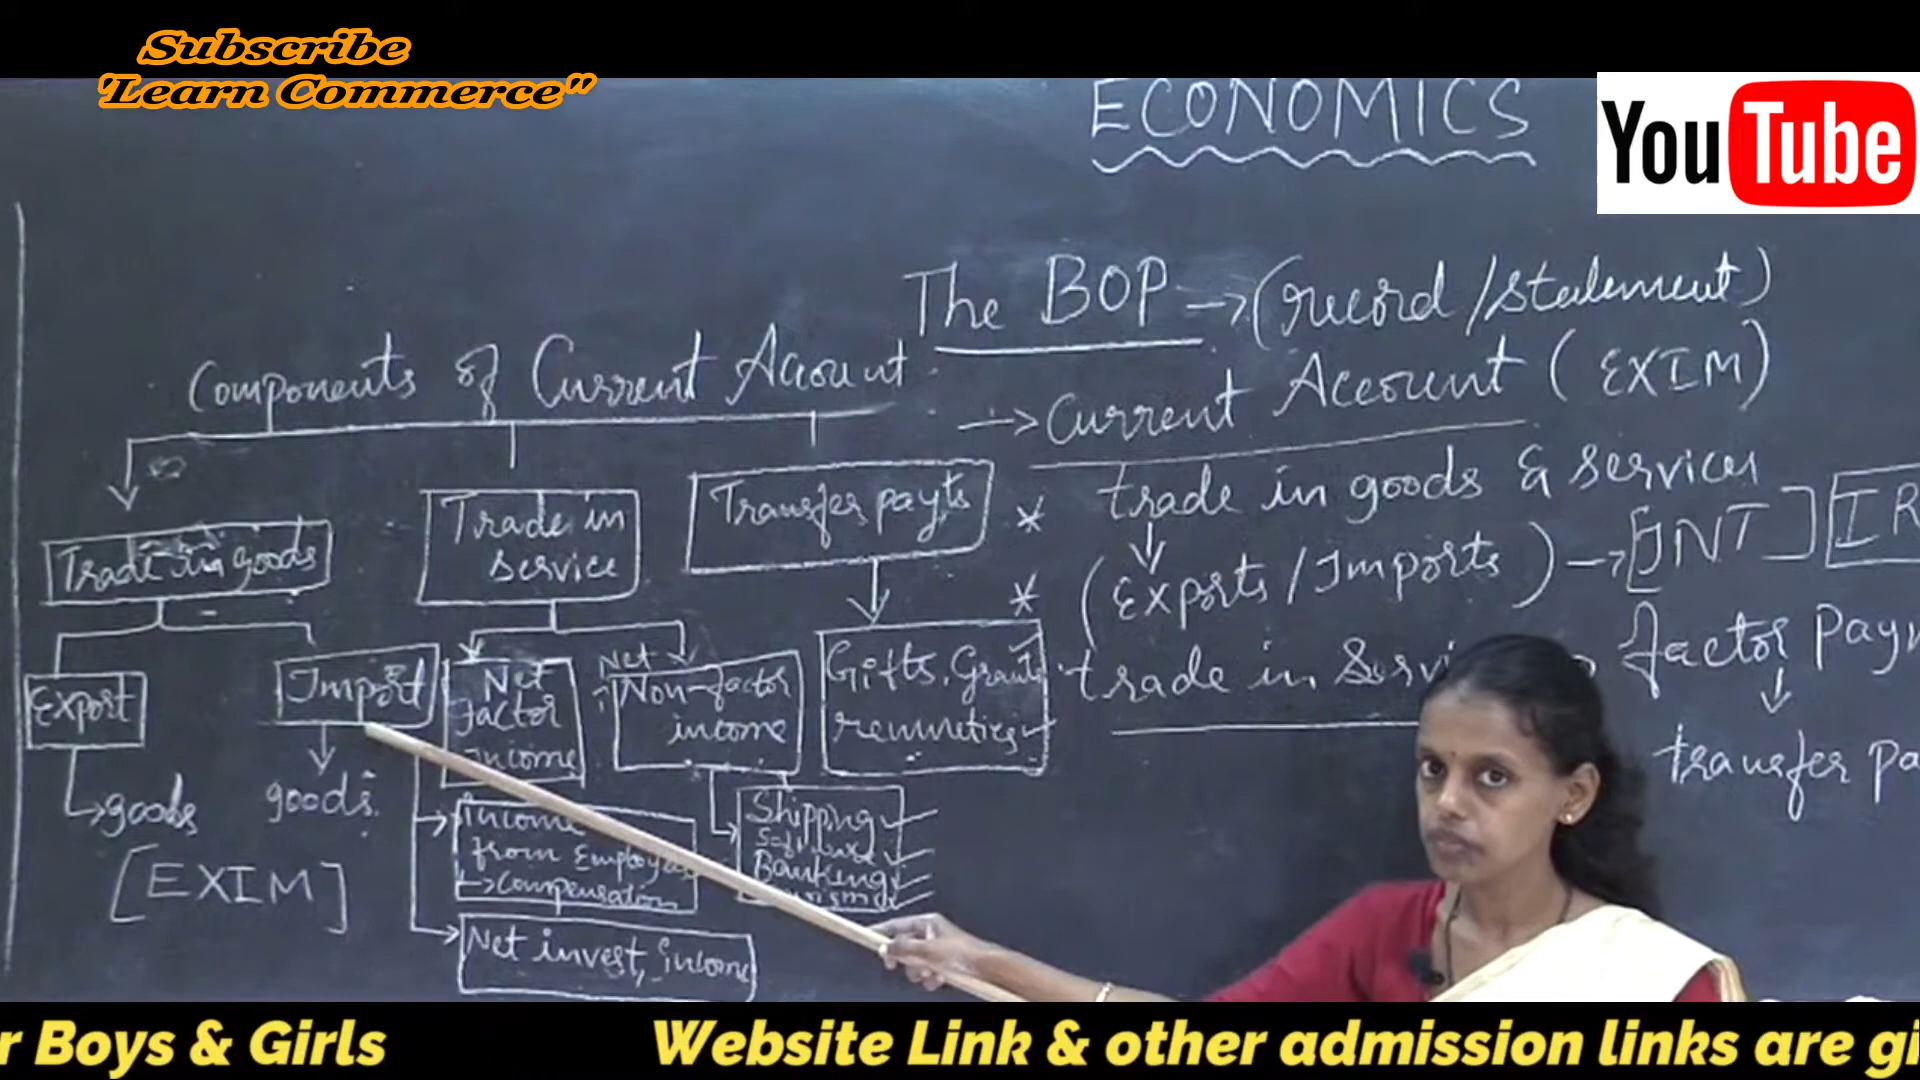 Subscribe
'Learn Commerce"
YouTube
ECONOMICS
The BOP → (record/statement)
→ Current Account (EXIM)
* trade in goods & services
* (Exports/Imports) → [INT] [IR
trade in Servi
factor Paym
transfer pa
Components of Current Account
Trade in goods
Trade in
service
Transfer payts
Export
Import
goods
goods
[EXIM]
Net
factor
income
Net
Non-factor
income
Gifts, Grants
remmeties
Income
from Employees
→ Compensation
Net invest, income
Shipping
Software
Banking
r Boys & Girls
Website Link & other admission links are gi